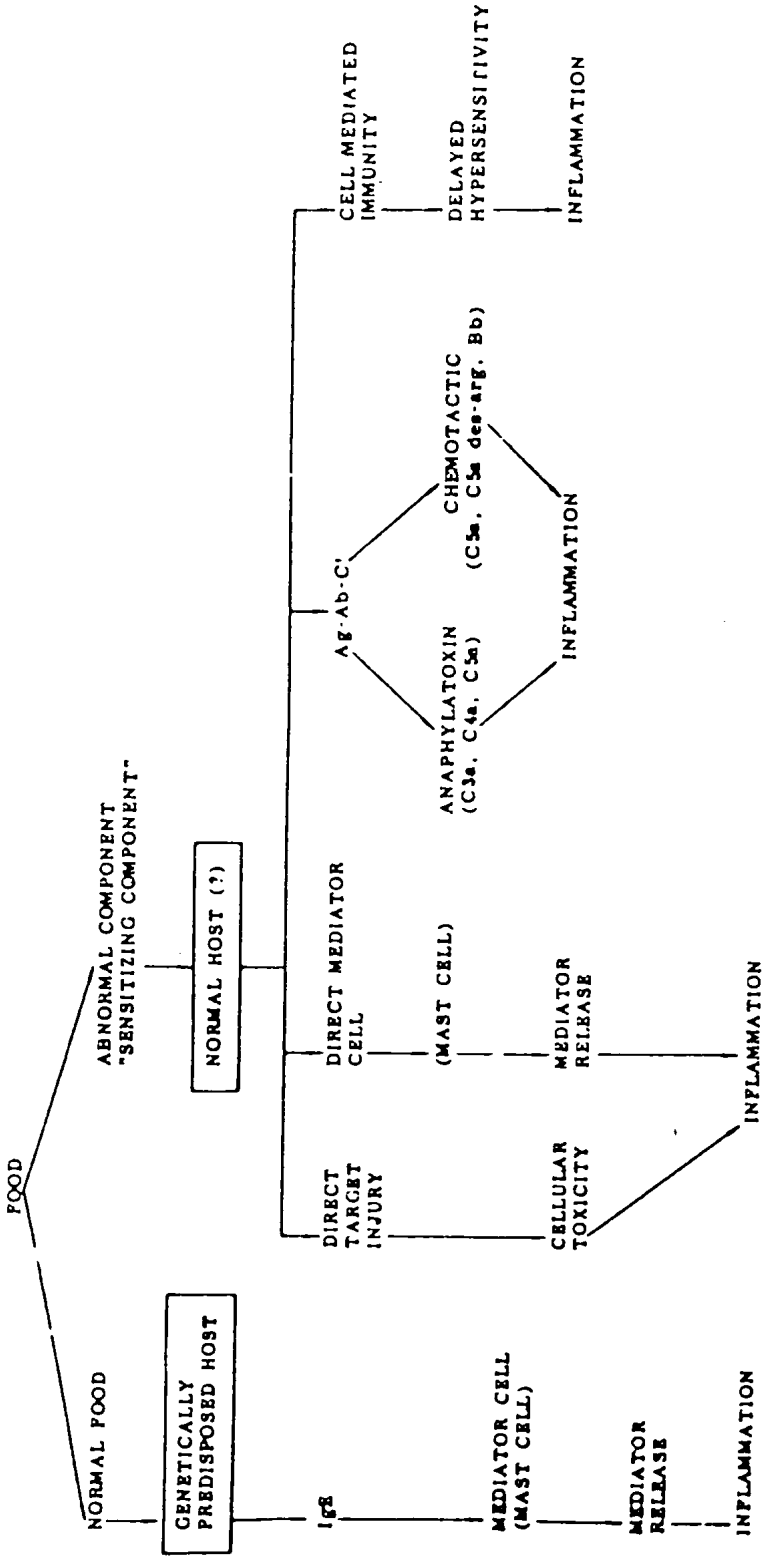 FOOD
NORMAL FOOD
ABNORMAL COMPONENT
"SENSITIZING COMPONENT"
GENETICALLY
PREDISPOSED HOST
NORMAL HOST (?)
IgE
MEDIATOR CELL
(MAST CELL)
MEDIATOR
RELEASE
INFLAMMATION
DIRECT
TARGET
INJURY
CELLULAR
TOXICITY
DIRECT MEDIATOR
CELL
(MAST CELL)
MEDIATOR
RELEASE
INFLAMMATION
Ag-Ab-C'
ANAPHYLATOXIN
(C3a, C4a, C5a)
CHEMOTACTIC
(C5a, C5a des-arg, Bb)
INFLAMMATION
CELL MEDIATED
IMMUNITY
DELAYED
HYPERSENSITIVITY
INFLAMMATION